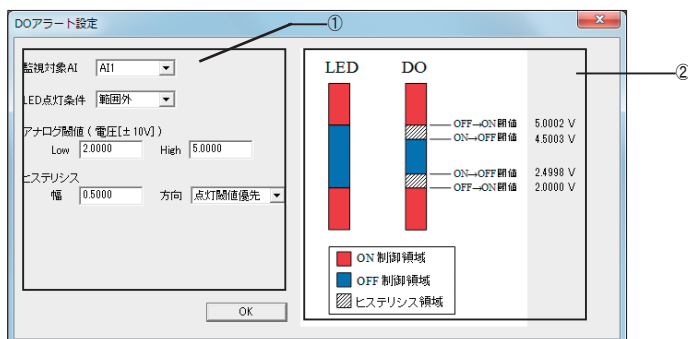 DOアラート設定
①
②
監視対象AI AI1
LED点灯条件 範囲外
アナログ閾値 ( 電圧[± 10V] )
Low 2.0000 High 5.0000
ヒステリシス
幅 0.5000 方向 点灯閾値優先
OK
LED DO
OFF→ON閾値 5.0002 V
ON→OFF閾値 4.5003 V
ON→OFF閾値 2.4998 V
OFF→ON閾値 2.0000 V
ON 制御領域
OFF 制御領域
ヒステリシス領域